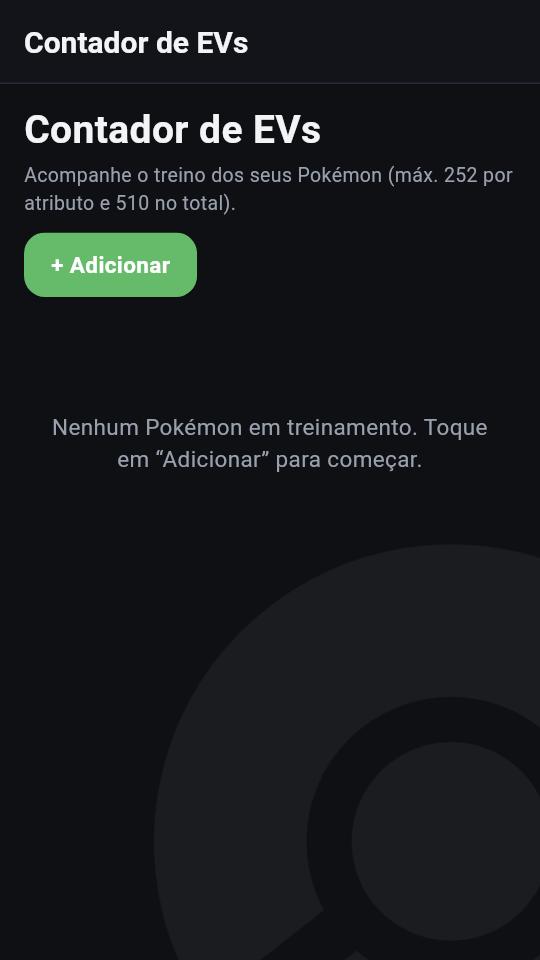 Contador de EVs
Contador de EVs
Acompanhe o treino dos seus Pokémon (máx. 252 por
atributo e 510 no total).
+ Adicionar
Nenhum Pokémon em treinamento. Toque
em “Adicionar” para começar.